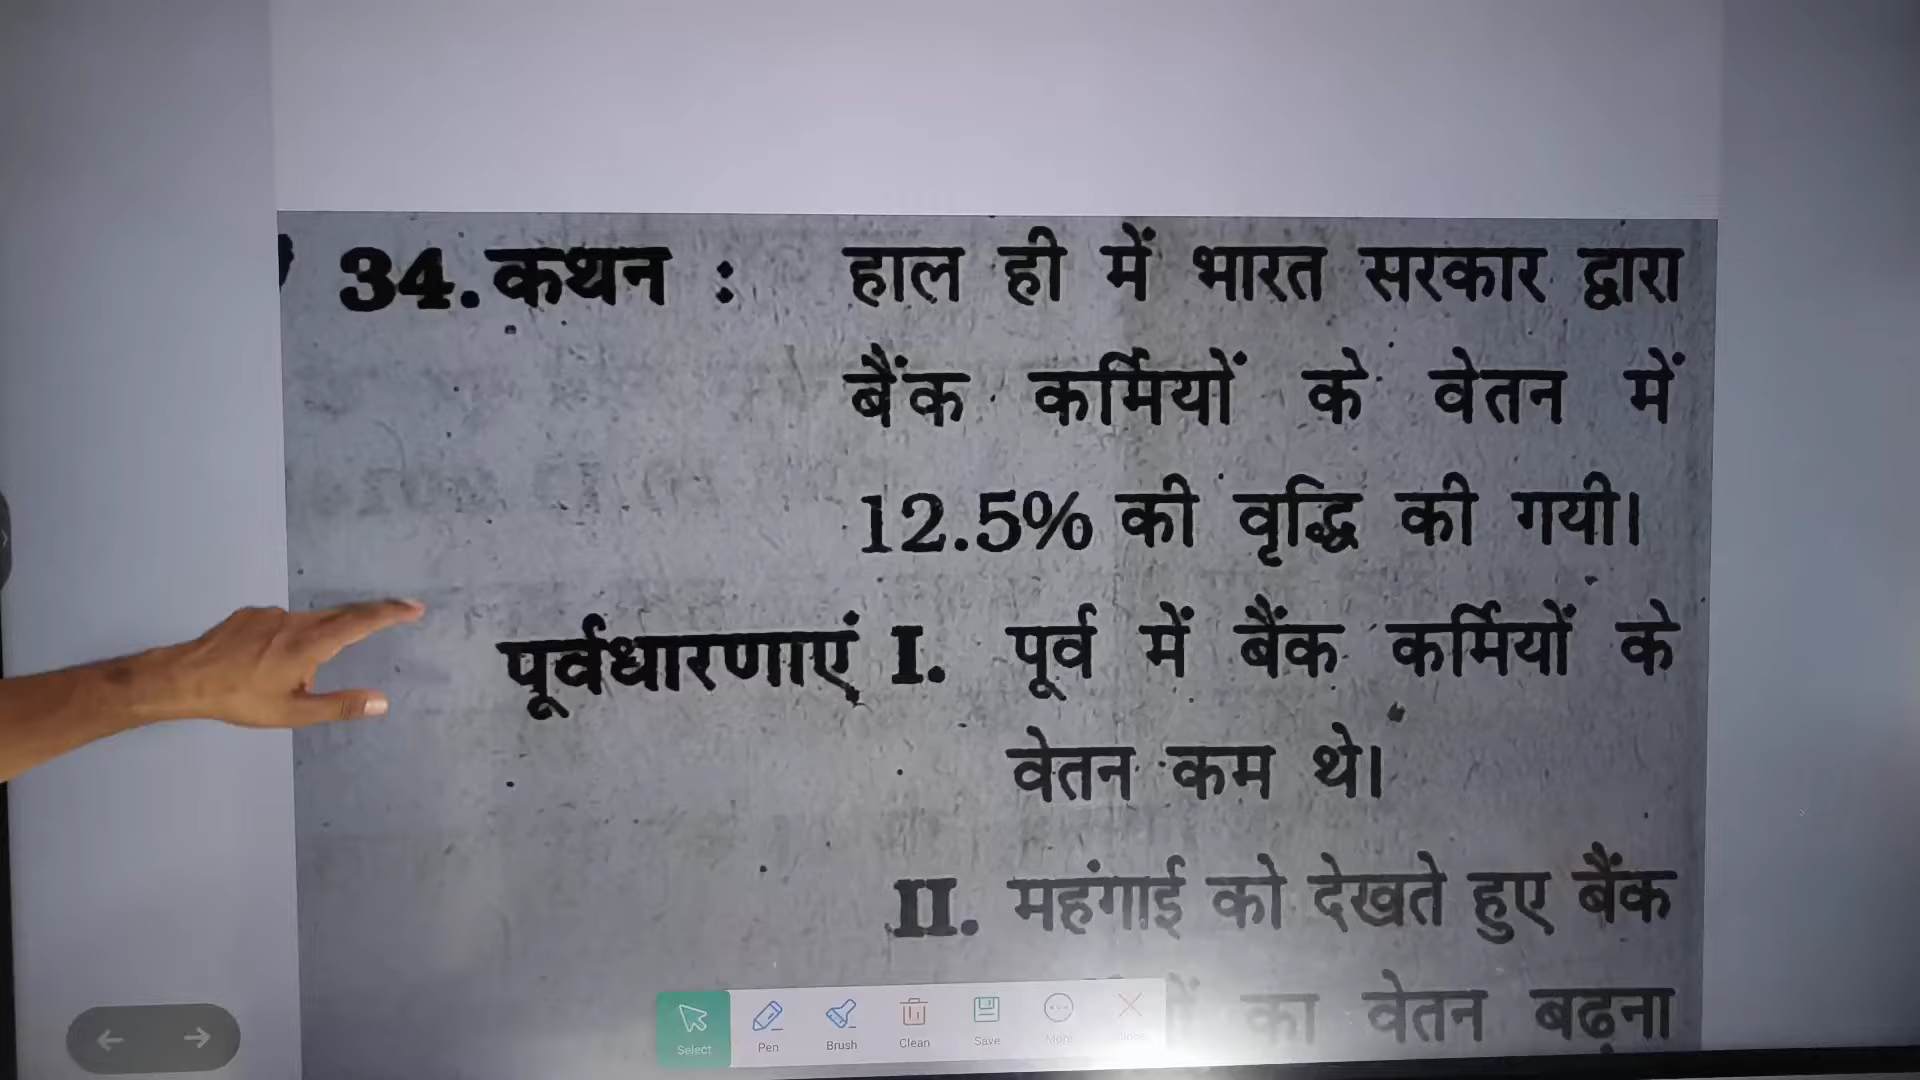 34. कथन : हाल ही में भारत सरकार द्वारा
बैंक कर्मियों के वेतन में
12.5% की वृद्धि की गयी।
पूर्वधारणाएं I. पूर्व में बैंक कर्मियों के
वेतन कम थे।
II. महंगाई को देखते हुए बैंक
का वेतन बढ़ना
Select Pen Brush Clean Save More